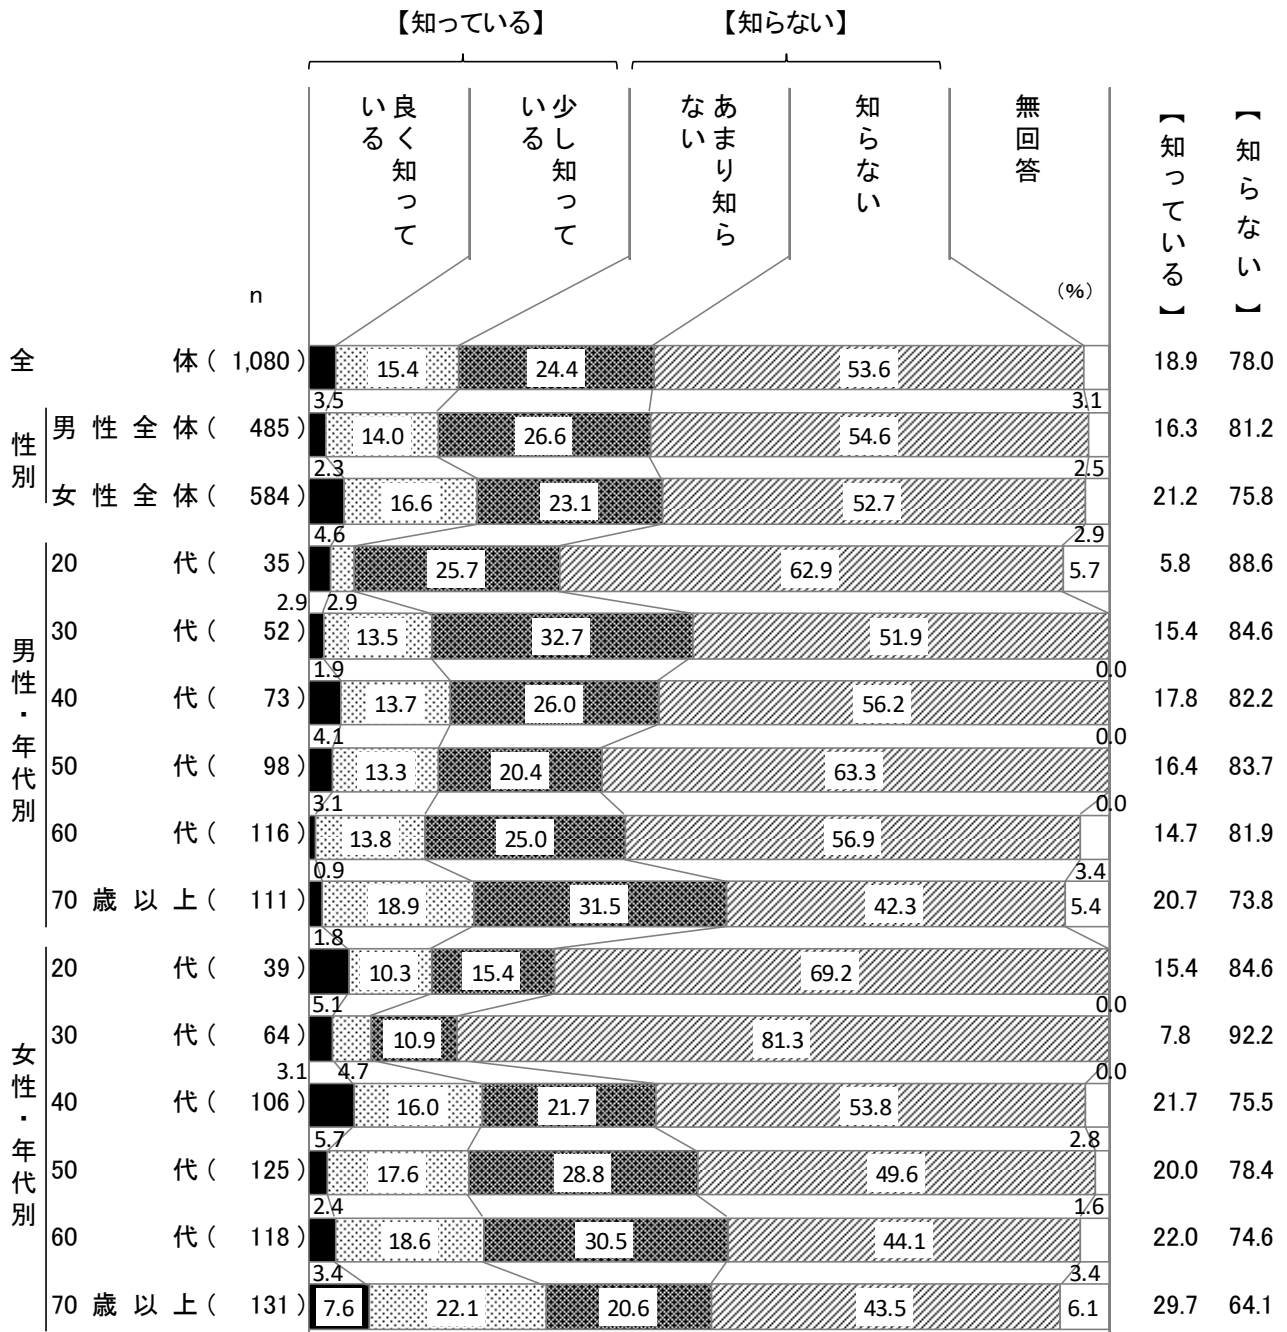 【知っている】 【知らない】
良く知っている
少し知っている
あまり知らない
知らない
無回答
【知っている】
【知らない】
n (%)
全体 ( 1,080 ) 15.4 24.4 53.6 18.9 78.0
3.5 3.1
性別
男性全体 ( 485 ) 14.0 26.6 54.6 16.3 81.2
2.3 2.5
女性全体 ( 584 ) 16.6 23.1 52.7 21.2 75.8
4.6 2.9
男性・年代別
20代 ( 35 ) 25.7 62.9 5.7 5.8 88.6
2.9 2.9
30代 ( 52 ) 13.5 32.7 51.9 15.4 84.6
1.9 0.0
40代 ( 73 ) 13.7 26.0 56.2 17.8 82.2
4.1 0.0
50代 ( 98 ) 13.3 20.4 63.3 16.4 83.7
3.1 0.0
60代 ( 116 ) 13.8 25.0 56.9 14.7 81.9
0.9 3.4
70歳以上 ( 111 ) 18.9 31.5 42.3 5.4 20.7 73.8
1.8
女性・年代別
20代 ( 39 ) 10.3 15.4 69.2 15.4 84.6
5.1 0.0
30代 ( 64 ) 10.9 81.3 7.8 92.2
3.1 4.7 0.0
40代 ( 106 ) 16.0 21.7 53.8 21.7 75.5
5.7 2.8
50代 ( 125 ) 17.6 28.8 49.6 20.0 78.4
2.4 1.6
60代 ( 118 ) 18.6 30.5 44.1 22.0 74.6
3.4 3.4
70歳以上 ( 131 ) 7.6 22.1 20.6 43.5 6.1 29.7 64.1